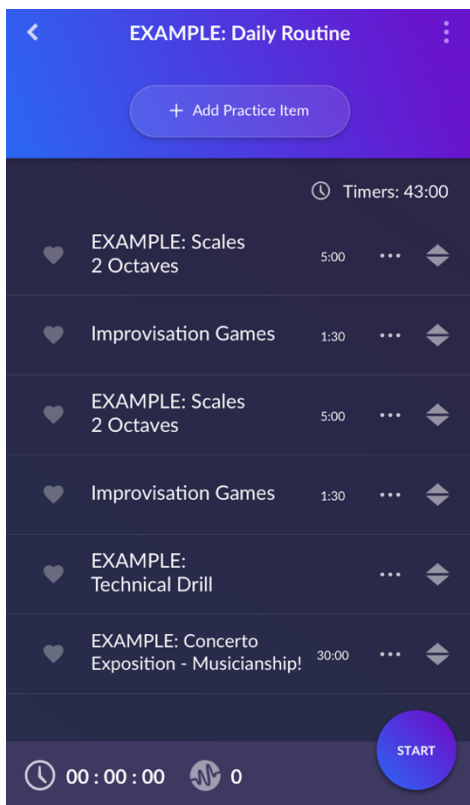 EXAMPLE: Daily Routine
+ Add Practice Item
Timers: 43:00
EXAMPLE: Scales
2 Octaves
5:00
Improvisation Games
1:30
EXAMPLE: Scales
2 Octaves
5:00
Improvisation Games
1:30
EXAMPLE:
Technical Drill
EXAMPLE: Concerto
Exposition - Musicianship!
30:00
START
00 : 00 : 00
0